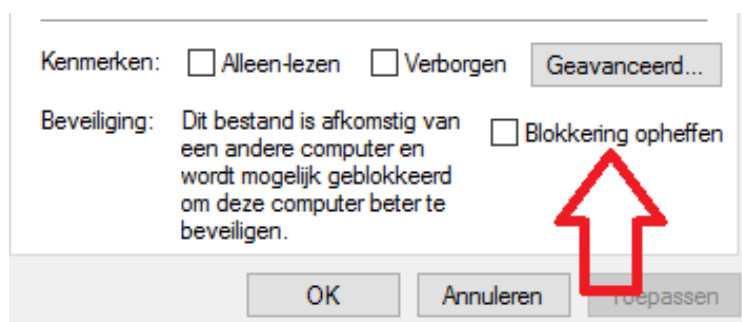 Kenmerken: Alleen-lezen Verborgen Geavanceerd...
Beveiliging: Dit bestand is afkomstig van
een andere computer en
wordt mogelijk geblokkeerd
om deze computer beter te
beveiligen.
Blokkering opheffen
OK Annuleren Toepassen